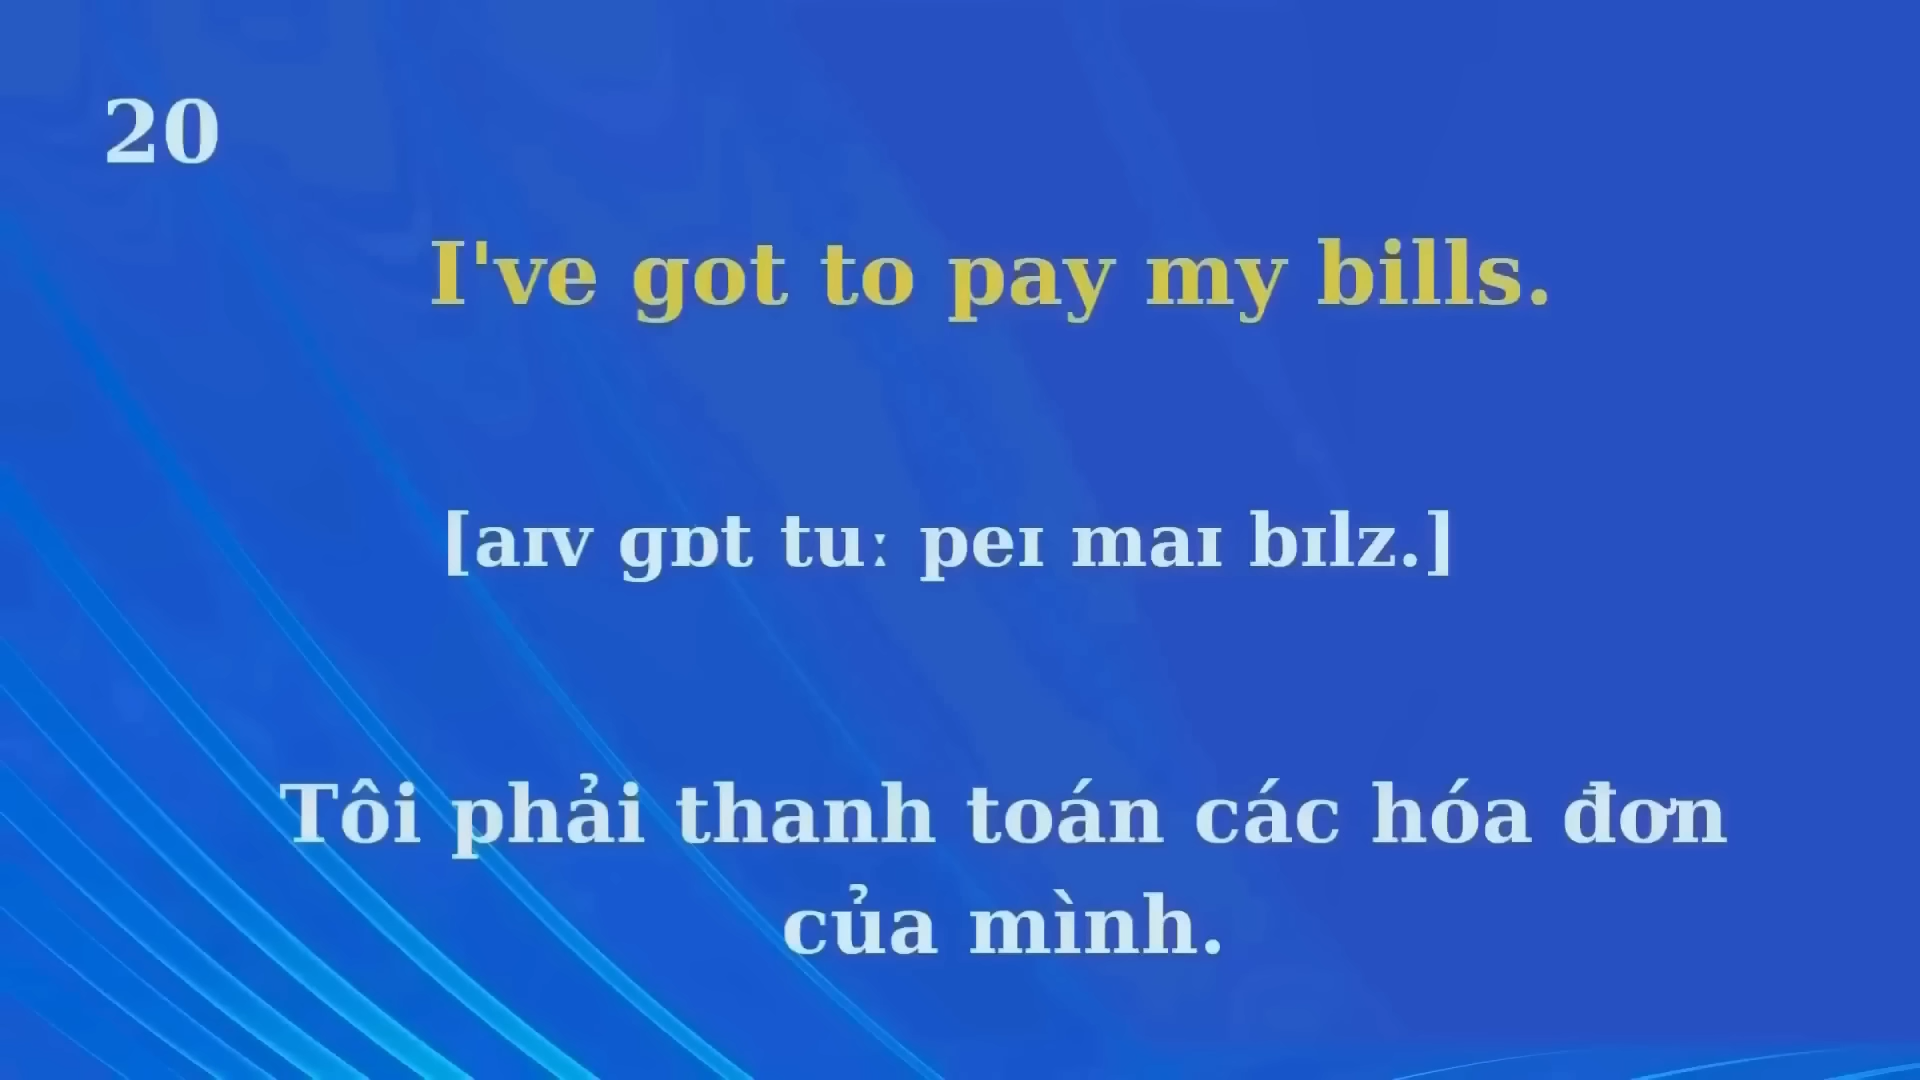 20
I've got to pay my bills.
[aɪv ɡɒt tuː peɪ maɪ bɪlz.]
Tôi phải thanh toán các hóa đơn
của mình.